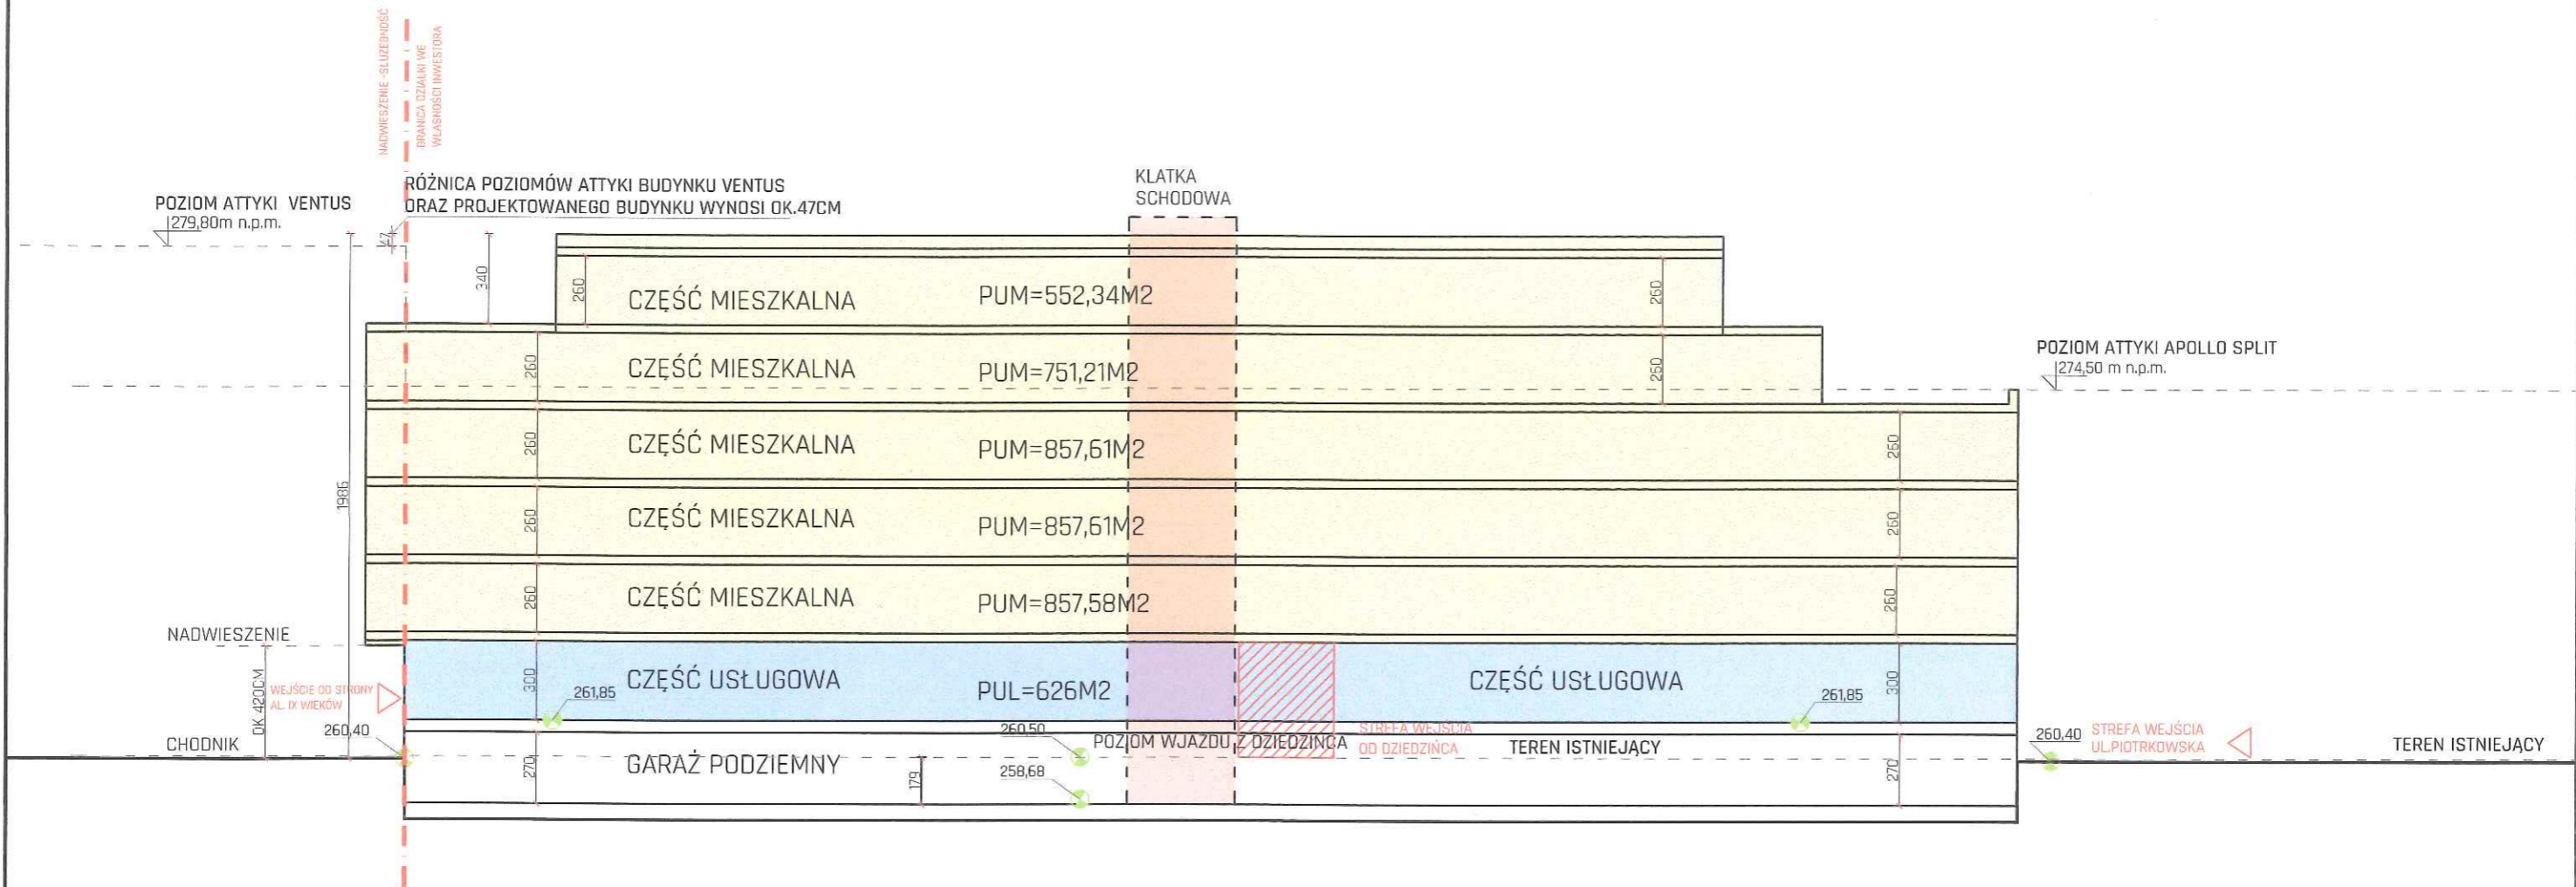 NADWIESZENIE -SŁUŻEBNOŚĆ
GRANICA DZIAŁKI WE
WŁASNOŚCI INWESTORA
RÓŻNICA POZIOMÓW ATTYKI BUDYNKU VENTUS
ORAZ PROJEKTOWANEGO BUDYNKU WYNOSI OK.47CM
POZIOM ATTYKI VENTUS
279,80m n.p.m.
47
KLATKA
SCHODOWA
340
260
CZĘŚĆ MIESZKALNA
PUM=552,34M2
260
260
CZĘŚĆ MIESZKALNA
PUM=751,21M2
260
POZIOM ATTYKI APOLLO SPLIT
274,50 m n.p.m.
260
CZĘŚĆ MIESZKALNA
PUM=857,61M2
260
1986
260
CZĘŚĆ MIESZKALNA
PUM=857,61M2
260
260
CZĘŚĆ MIESZKALNA
PUM=857,58M2
260
NADWIESZENIE
OK 420CM
WEJŚCIE OD STRONY
AL. IX WIEKÓW
300
261,85
CZĘŚĆ USŁUGOWA
PUL=626M2
CZĘŚĆ USŁUGOWA
261,85
300
CHODNIK
260,40
260,50
POZIOM WJAZDU Z DZIEDZIŃCA
STREFA WEJŚCIA
OD DZIEDZIŃCA
TEREN ISTNIEJĄCY
260,40
STREFA WEJŚCIA
UL.PIOTRKOWSKA
TEREN ISTNIEJĄCY
270
GARAŻ PODZIEMNY
179
258,68
270